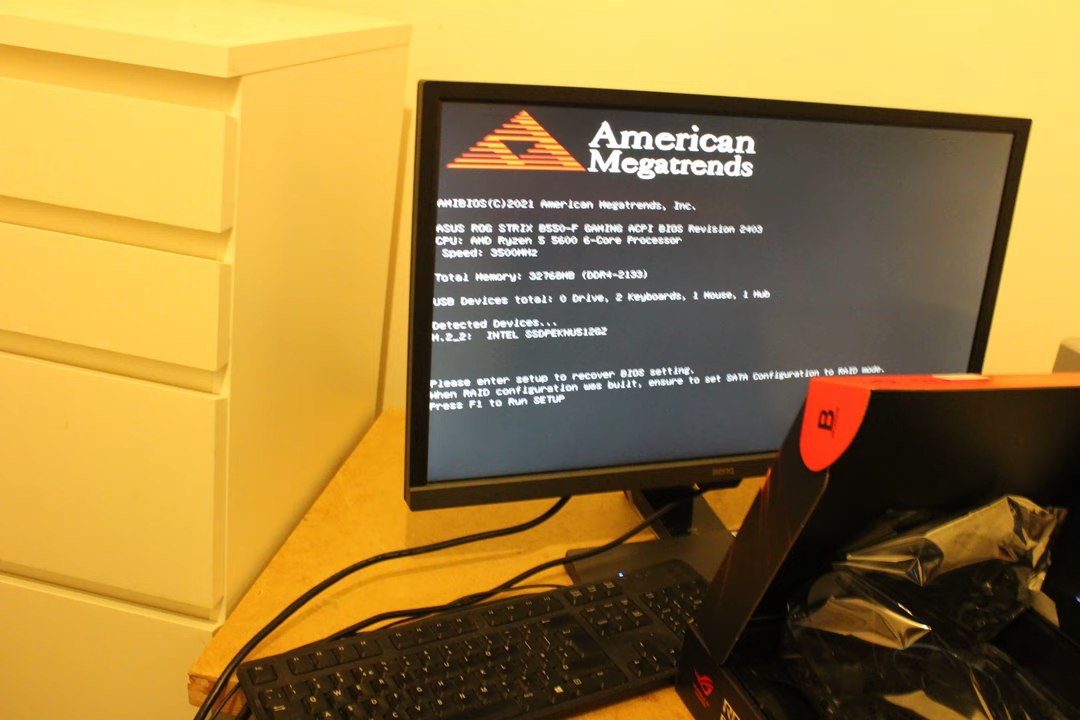 American
Megatrends
AMIBIOS(C)2021 American Megatrends, Inc.
ASUS ROG STRIX B550-F GAMING ACPI BIOS Revision 2403
CPU: AMD Ryzen 5 5600 6-Core Processor
Speed: 3500MHz
Total Memory: 32768MB (DDR4-2133)
USB Devices total: 0 Drive, 2 Keyboards, 1 Mouse, 1 Hub
Detected Devices...
M.2_2: INTEL SSDPEKNU512GZ
Please enter setup to recover BIOS setting.
When RAID configuration was built, ensure to set SATA Configuration to RAID mode.
Press F1 to Run SETUP
BenQ
B